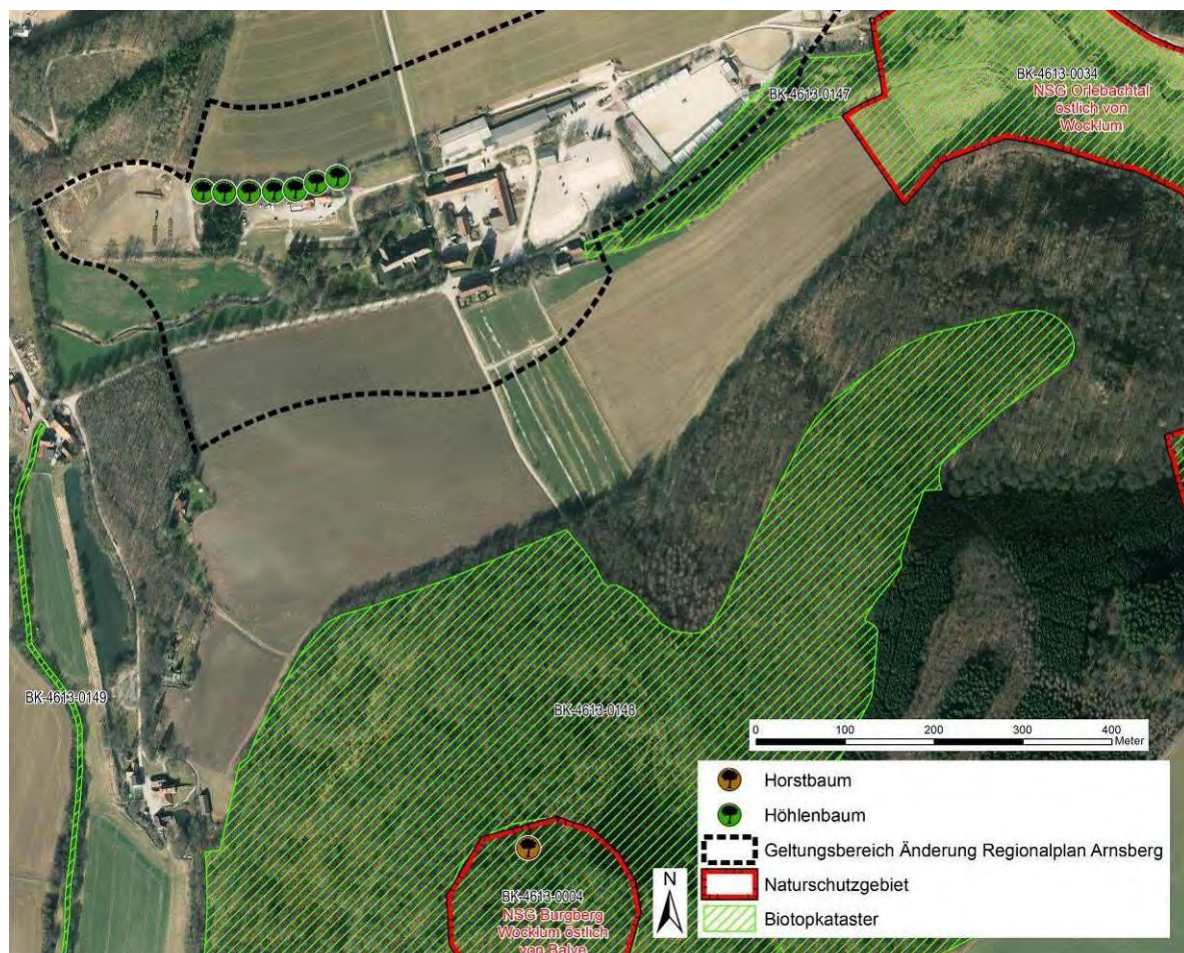 BK-4613-0034
NSG Orlebachtal
östlich von
Wocklum
BK-4613-0147
BK-4613-0149
BK-4613-0148
0 100 200 300 400
Meter
Horstbaum
Höhlenbaum
Geltungsbereich Änderung Regionalplan Arnsberg
Naturschutzgebiet
Biotopkataster
N
BK-4613-0004
NSG Burgberg
Wocklum östlich
von Balve